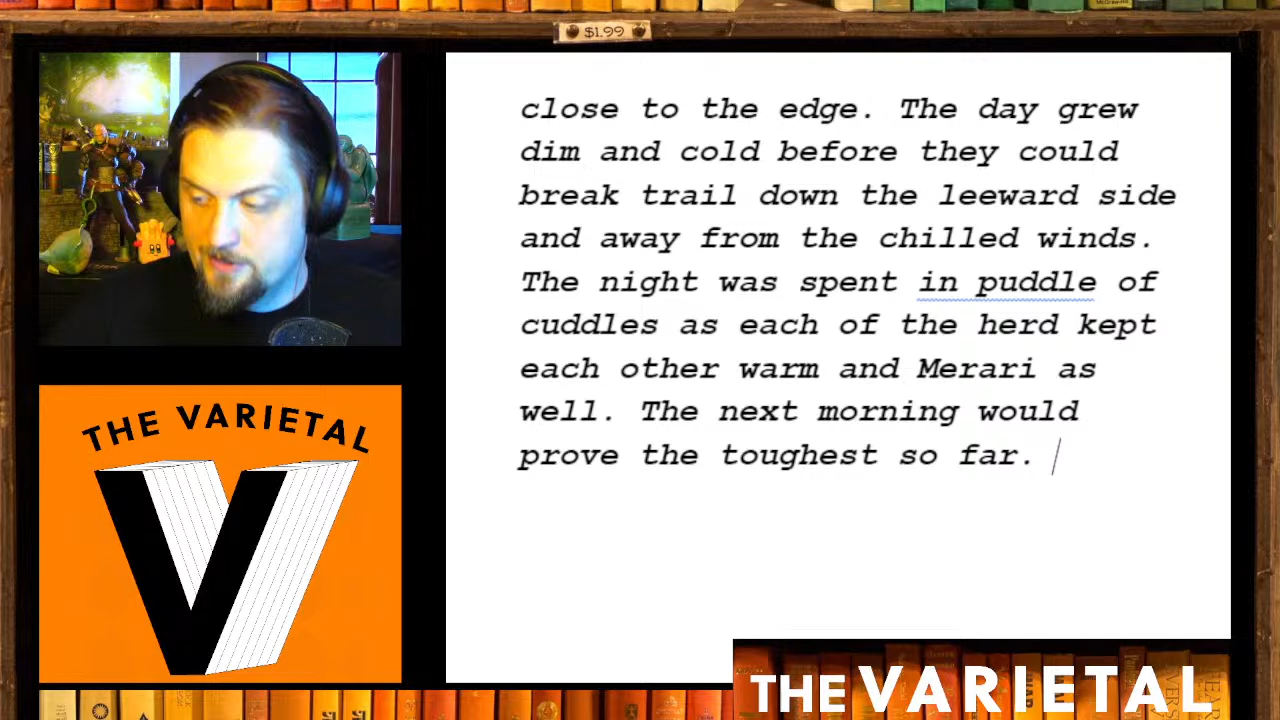 $1.99
close to the edge. The day grew
dim and cold before they could
break trail down the leeward side
and away from the chilled winds.
The night was spent in puddle of
cuddles as each of the herd kept
each other warm and Merari as
well. The next morning would
prove the toughest so far.
THE VARIETAL
THE VARIETAL